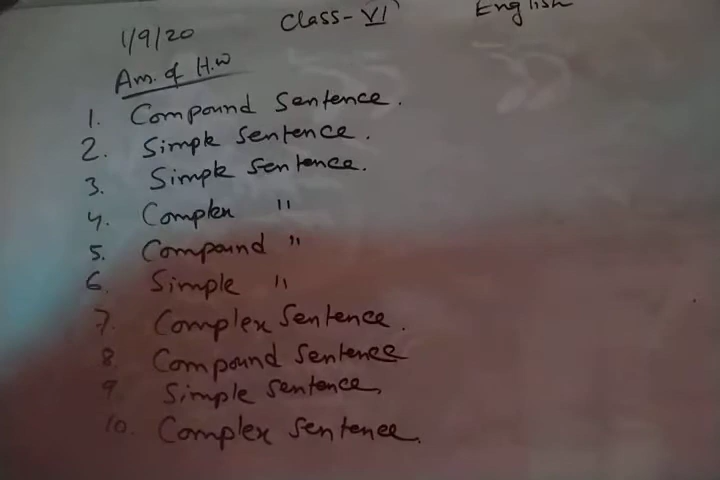 1/9/20 Class-VI English
Ans. of H.W
1. Compound Sentence.
2. Simple Sentence.
3. Simple Sentence.
4. Complex "
5. Compound "
6. Simple "
7. Complex Sentence.
8. Compound Sentence
9. Simple Sentence,
10. Complex Sentence.